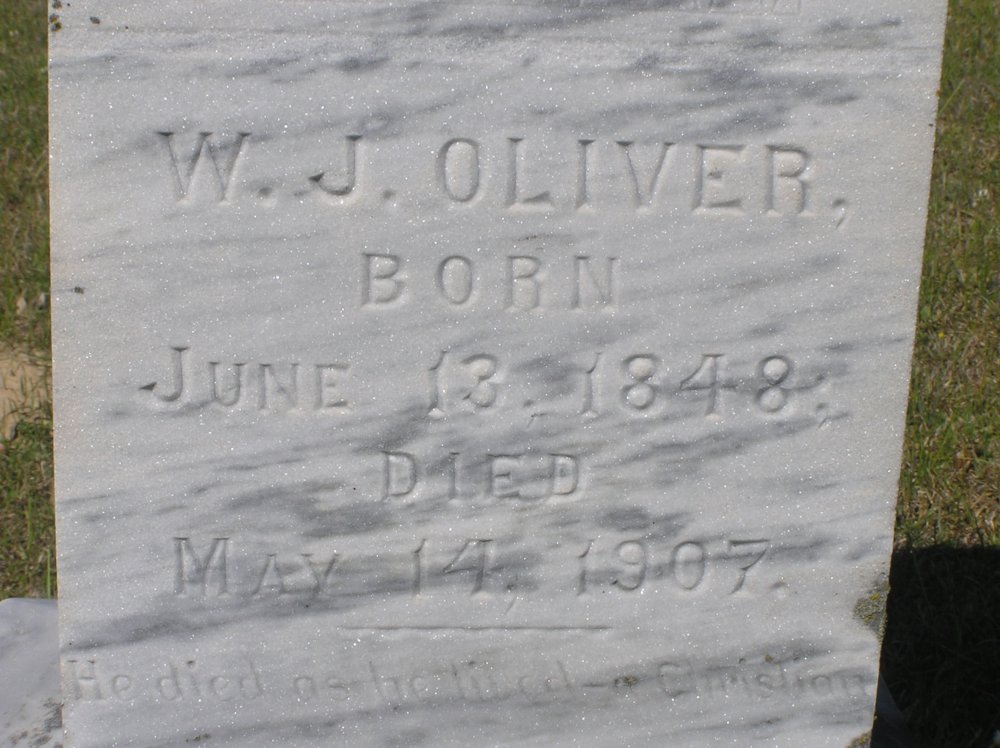 W. J. OLIVER,
BORN
JUNE 13, 1848;
DIED
MAY 14, 1907.
He died as he lived - a Christian